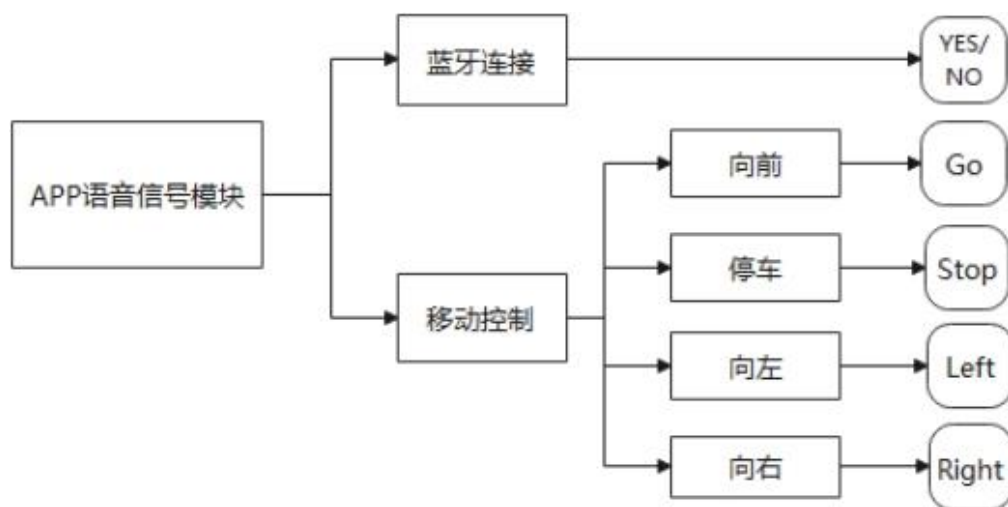 蓝牙连接
YES/
NO
APP语音信号模块
向前
Go
停车
Stop
移动控制
向左
Left
向右
Right